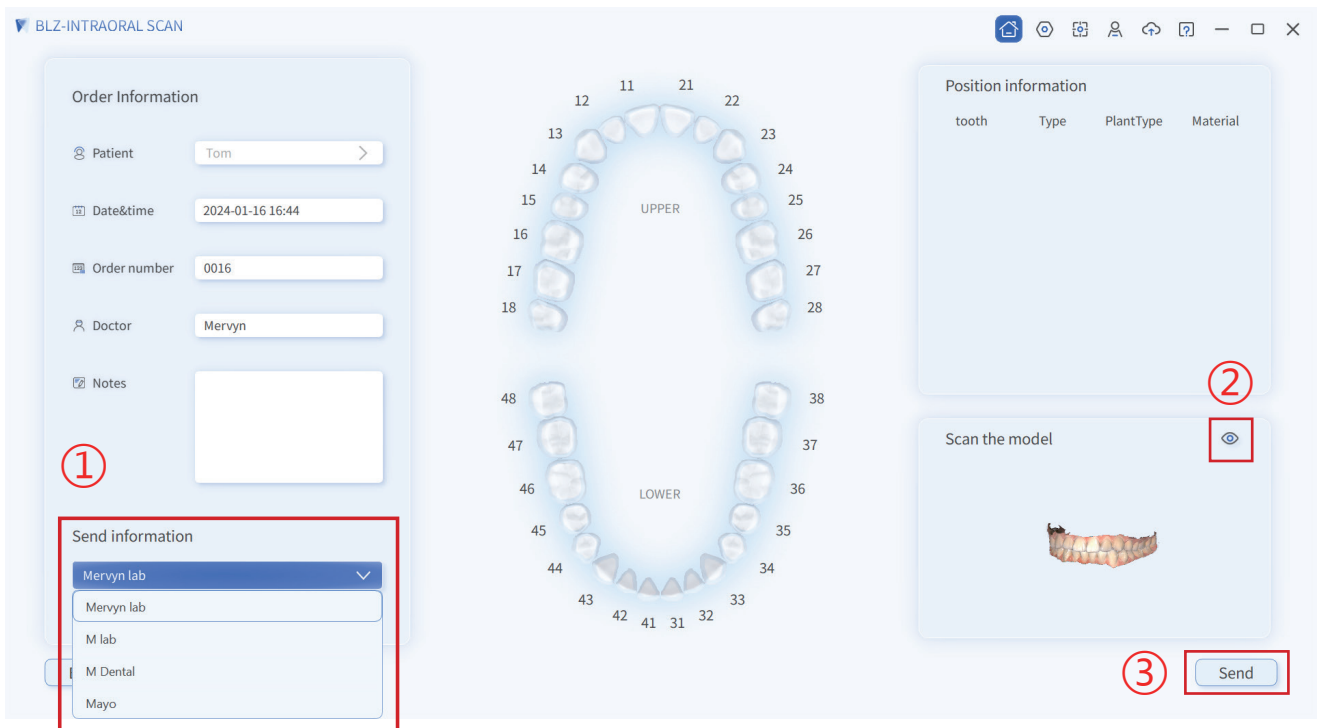 BLZ-INTRAORAL SCAN
Order Information
Patient
Tom
Date&time
2024-01-16 16:44
Order number
0016
Doctor
Mervyn
Notes
①
Send information
Mervyn lab
Mervyn lab
M lab
M Dental
Mayo
11 21
12 22
13 23
14 24
15 25
UPPER
16 26
17 27
18 28
48 38
47 37
46 36
LOWER
45 35
44 34
43 33
42 32
41 31
Position information
tooth Type PlantType Material
②
Scan the model
③
Send